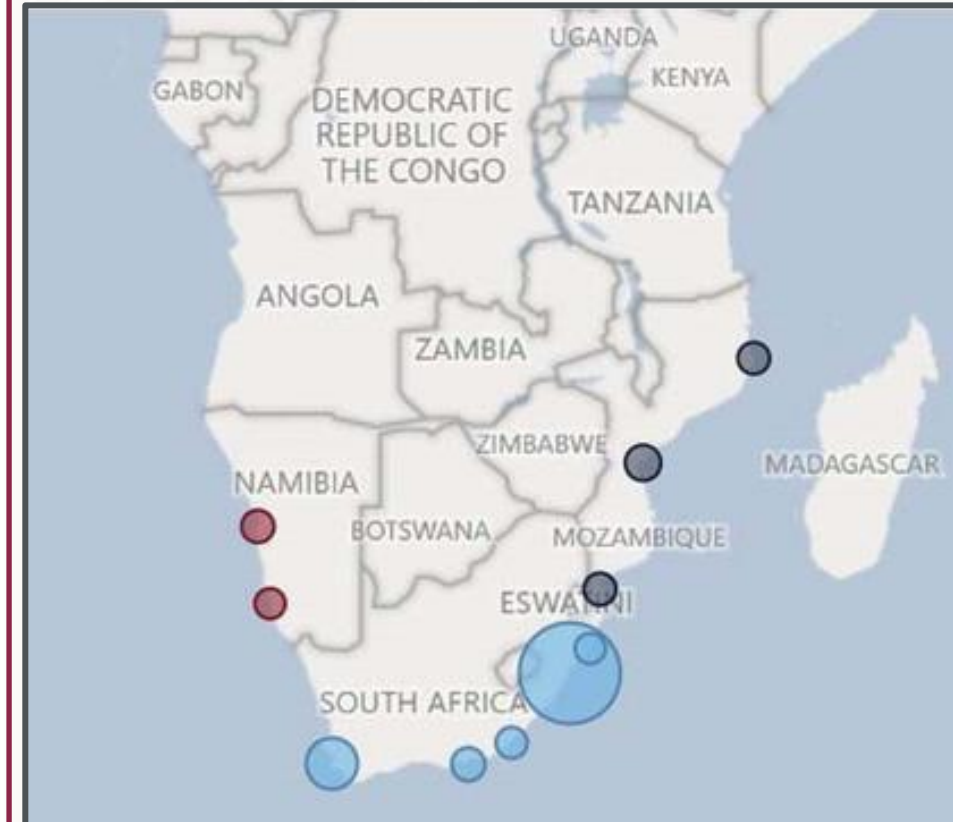 UGANDA
GABON
KENYA
DEMOCRATIC
REPUBLIC OF
THE CONGO
TANZANIA
ANGOLA
ZAMBIA
ZIMBABWE
MADAGASCAR
NAMIBIA
BOTSWANA
MOZAMBIQUE
ESWATINI
SOUTH AFRICA